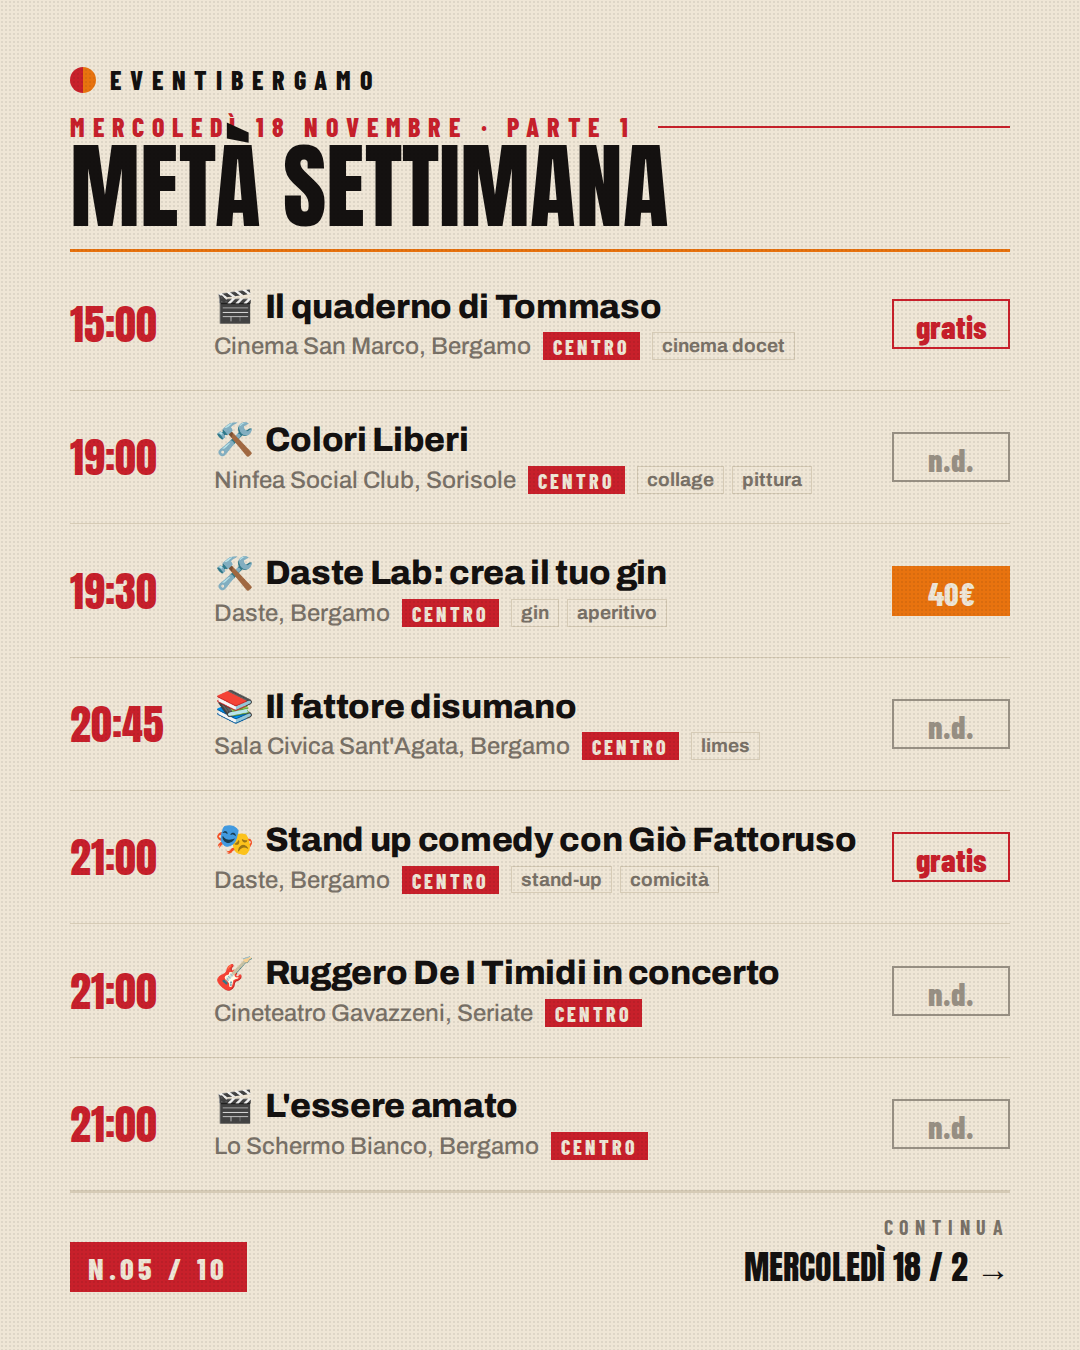 EVENTIBERGAMO
MERCOLEDÌ 18 NOVEMBRE · PARTE 1
METÀ SETTIMANA
15:00
Il quaderno di Tommaso
Cinema San Marco, Bergamo CENTRO cinema docet
gratis
19:00
Colori Liberi
Ninfea Social Club, Sorisole CENTRO collage pittura
n.d.
19:30
Daste Lab: crea il tuo gin
Daste, Bergamo CENTRO gin aperitivo
40€
20:45
Il fattore disumano
Sala Civica Sant'Agata, Bergamo CENTRO limes
n.d.
21:00
Stand up comedy con Giò Fattoruso
Daste, Bergamo CENTRO stand-up comicità
gratis
21:00
Ruggero De I Timidi in concerto
Cineteatro Gavazzeni, Seriate CENTRO
n.d.
21:00
L'essere amato
Lo Schermo Bianco, Bergamo CENTRO
n.d.
N.05 / 10
CONTINUA
MERCOLEDÌ 18 / 2 →